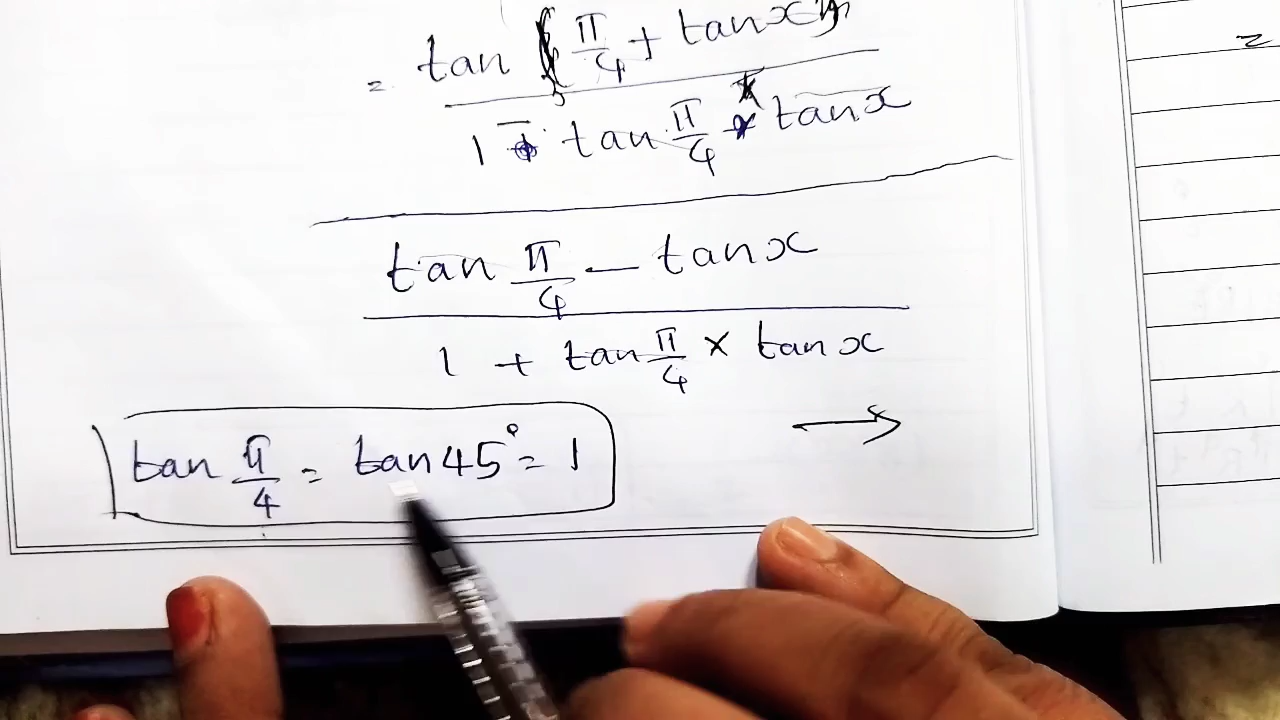 = tan π/4 + tan x
1 - tan π/4 × tan x
tan π/4 - tan x
1 + tan π/4 × tan x
→
tan π/4 = tan 45° = 1
=